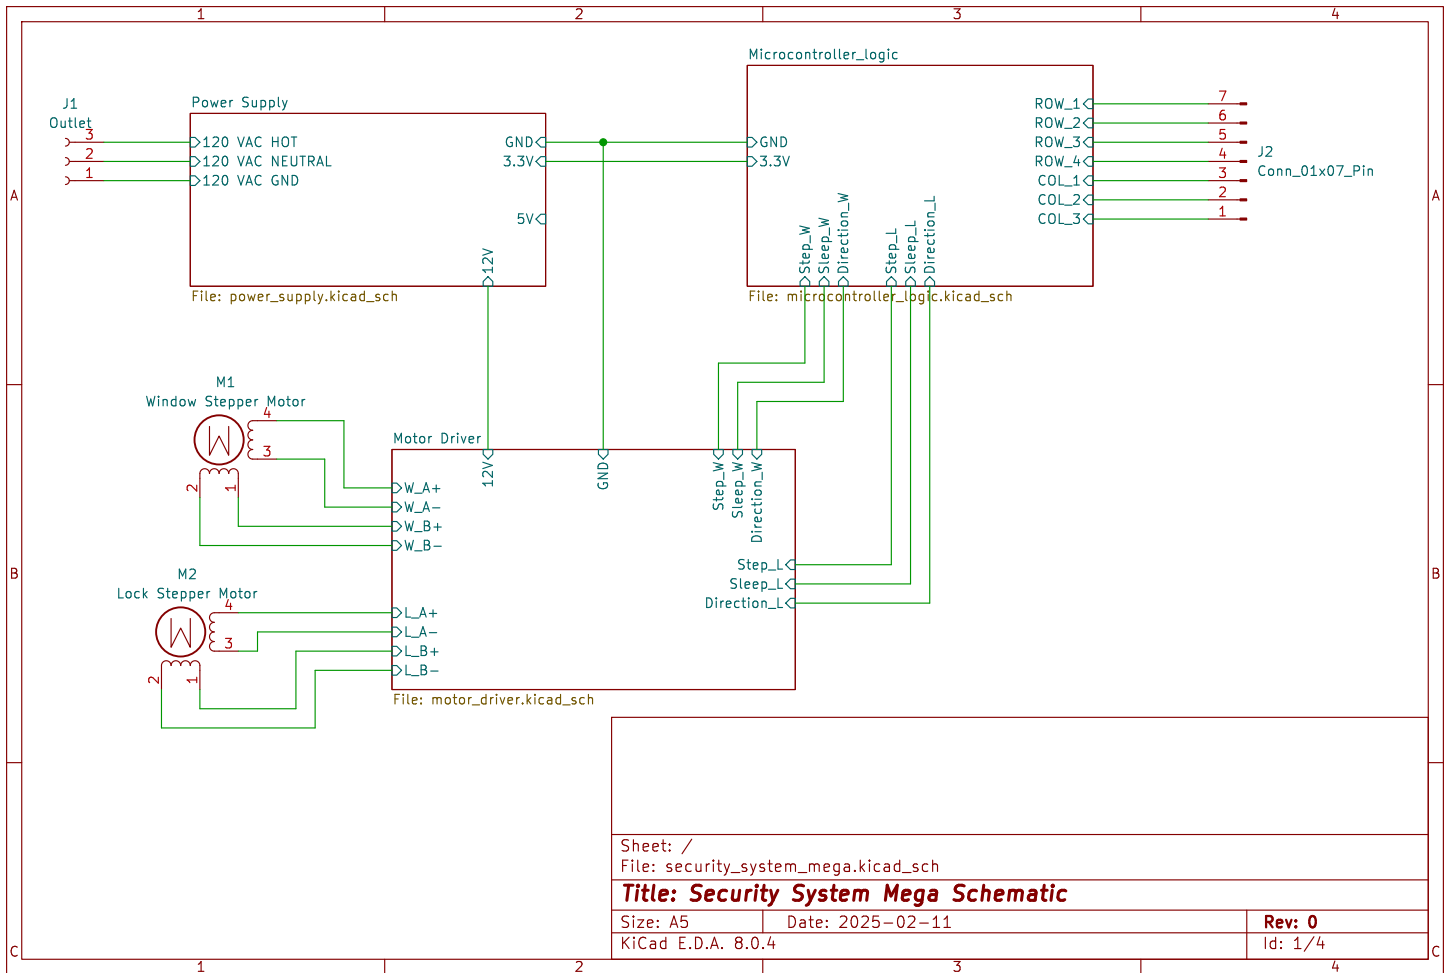 1 2 3 4
Microcontroller_logic
J1
Outlet
Power Supply
3
2
1
120 VAC HOT
120 VAC NEUTRAL
120 VAC GND
GND
3.3V
5V
12V
File: power_supply.kicad_sch
GND
3.3V
ROW_1
ROW_2
ROW_3
ROW_4
COL_1
COL_2
COL_3
7
6
5
4
3
2
1
J2
Conn_01x07_Pin
Step_W
Sleep_W
Direction_W
Step_L
Sleep_L
Direction_L
File: microcontroller_logic.kicad_sch
A
A
M1
Window Stepper Motor
4
3
2
1
M
Motor Driver
12V
GND
Step_W
Sleep_W
Direction_W
W_A+
W_A-
W_B+
W_B-
Step_L
Sleep_L
Direction_L
B
B
M2
Lock Stepper Motor
4
3
2
1
M
L_A+
L_A-
L_B+
L_B-
File: motor_driver.kicad_sch
Sheet: /
File: security_system_mega.kicad_sch
Title: Security System Mega Schematic
Size: A5
Date: 2025-02-11
Rev: 0
KiCad E.D.A. 8.0.4
Id: 1/4
C
C
1 2 3 4